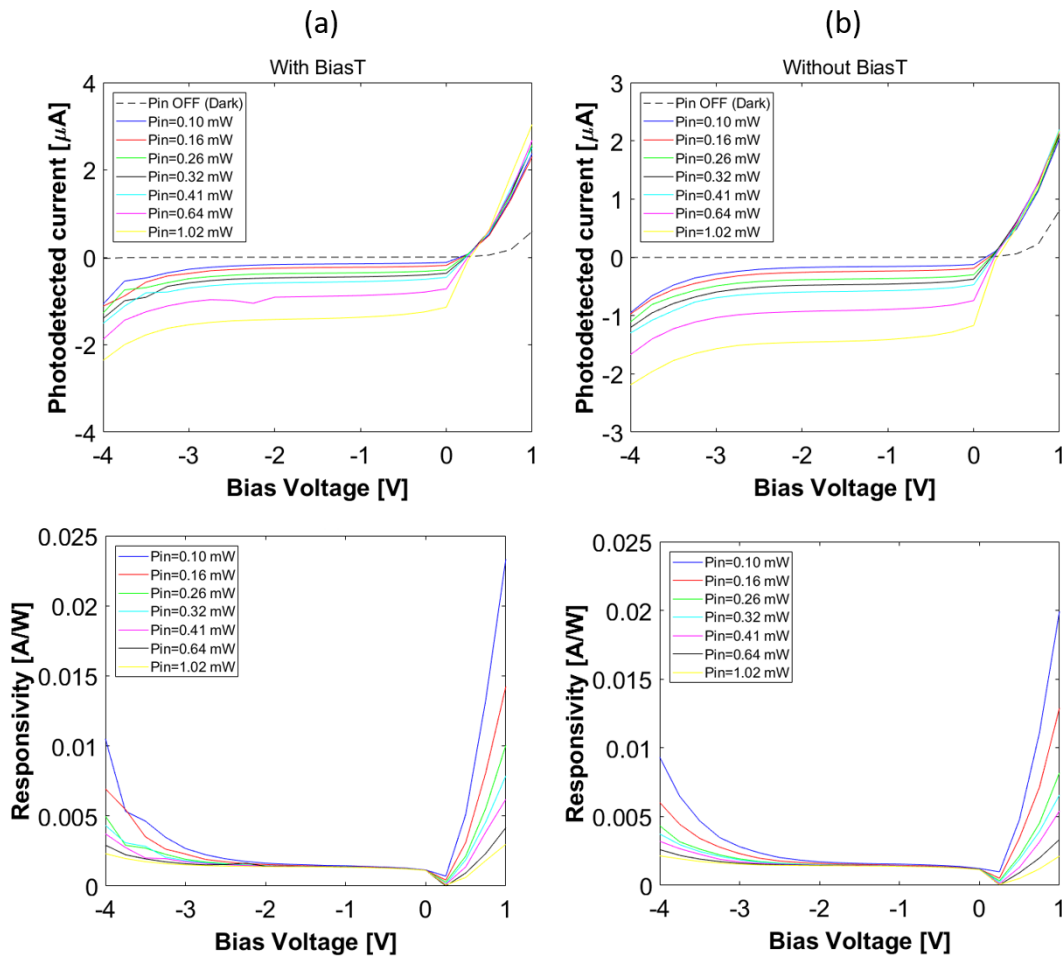 (a)
With BiasT
Photodetected current [μA]
4
2
0
-2
-4
Pin OFF (Dark)
Pin=0.10 mW
Pin=0.16 mW
Pin=0.26 mW
Pin=0.32 mW
Pin=0.41 mW
Pin=0.64 mW
Pin=1.02 mW
-4 -3 -2 -1 0 1
Bias Voltage [V]
(b)
Without BiasT
Photodetected current [μA]
3
2
1
0
-1
-2
-3
Pin OFF (Dark)
Pin=0.10 mW
Pin=0.16 mW
Pin=0.26 mW
Pin=0.32 mW
Pin=0.41 mW
Pin=0.64 mW
Pin=1.02 mW
-4 -3 -2 -1 0 1
Bias Voltage [V]
Responsivity [A/W]
0.025
0.02
0.015
0.01
0.005
0
Pin=0.10 mW
Pin=0.16 mW
Pin=0.26 mW
Pin=0.32 mW
Pin=0.41 mW
Pin=0.64 mW
Pin=1.02 mW
-4 -3 -2 -1 0 1
Bias Voltage [V]
Responsivity [A/W]
0.025
0.02
0.015
0.01
0.005
0
Pin=0.10 mW
Pin=0.16 mW
Pin=0.26 mW
Pin=0.32 mW
Pin=0.41 mW
Pin=0.64 mW
Pin=1.02 mW
-4 -3 -2 -1 0 1
Bias Voltage [V]